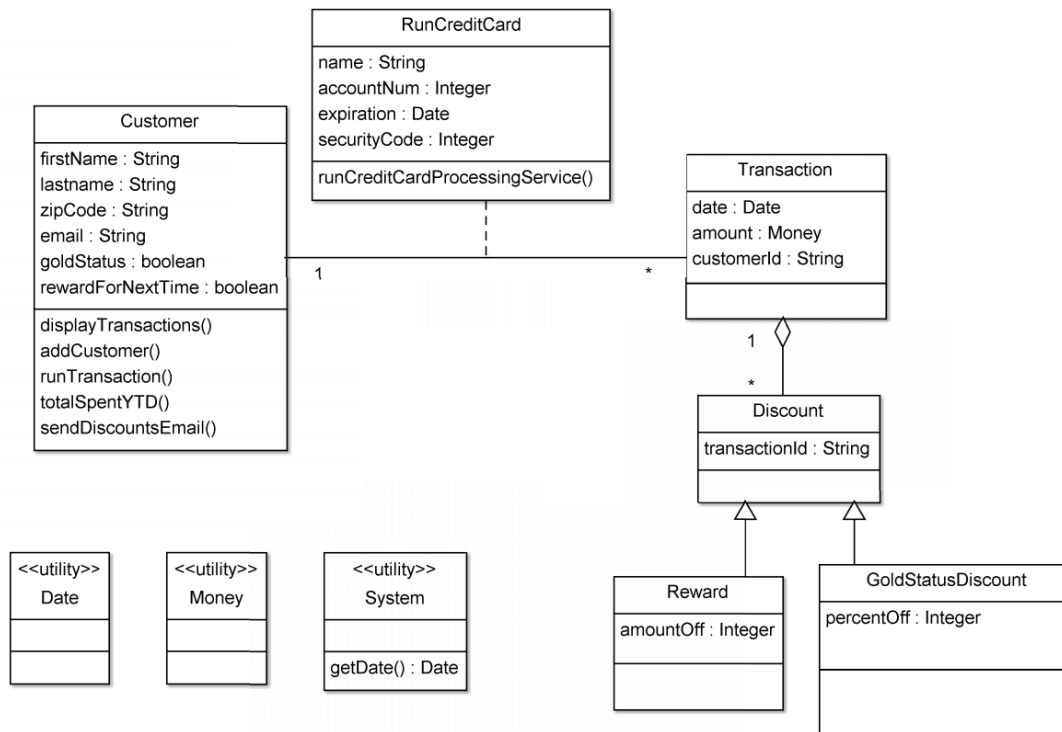 RunCreditCard
name : String
accountNum : Integer
expiration : Date
securityCode : Integer
runCreditCardProcessingService()
Customer
firstName : String
lastname : String
zipCode : String
email : String
goldStatus : boolean
rewardForNextTime : boolean
displayTransactions()
addCustomer()
runTransaction()
totalSpentYTD()
sendDiscountsEmail()
1
*
Transaction
date : Date
amount : Money
customerId : String
1
*
Discount
transactionId : String
<<utility>>
Date
<<utility>>
Money
<<utility>>
System
getDate() : Date
Reward
amountOff : Integer
GoldStatusDiscount
percentOff : Integer